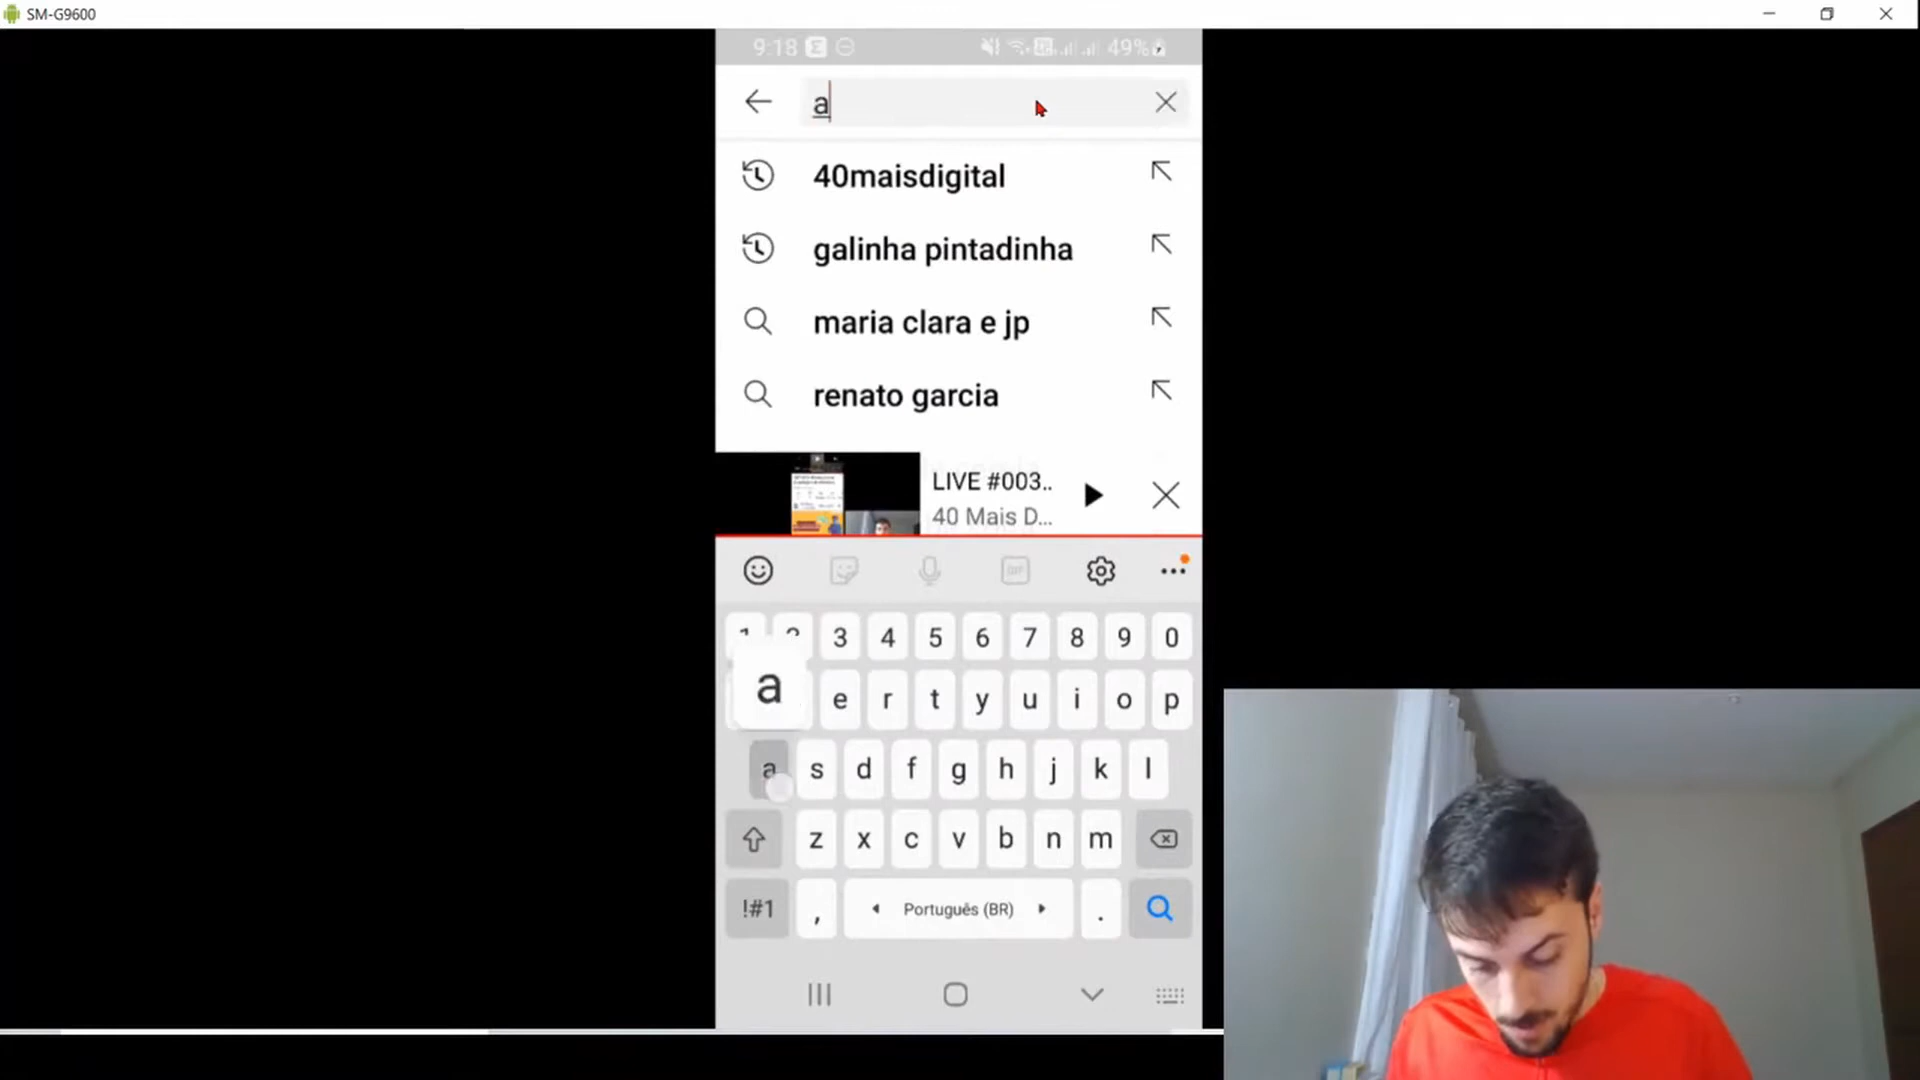 SM-G9600
9:18 49%
a
40maisdigital
galinha pintadinha
maria clara e jp
renato garcia
LIVE #003..
40 Mais D...
GIF
3 4 5 6 7 8 9 0
a e r t y u i o p
a s d f g h j k l
z x c v b n m
!#1 , Português (BR) .